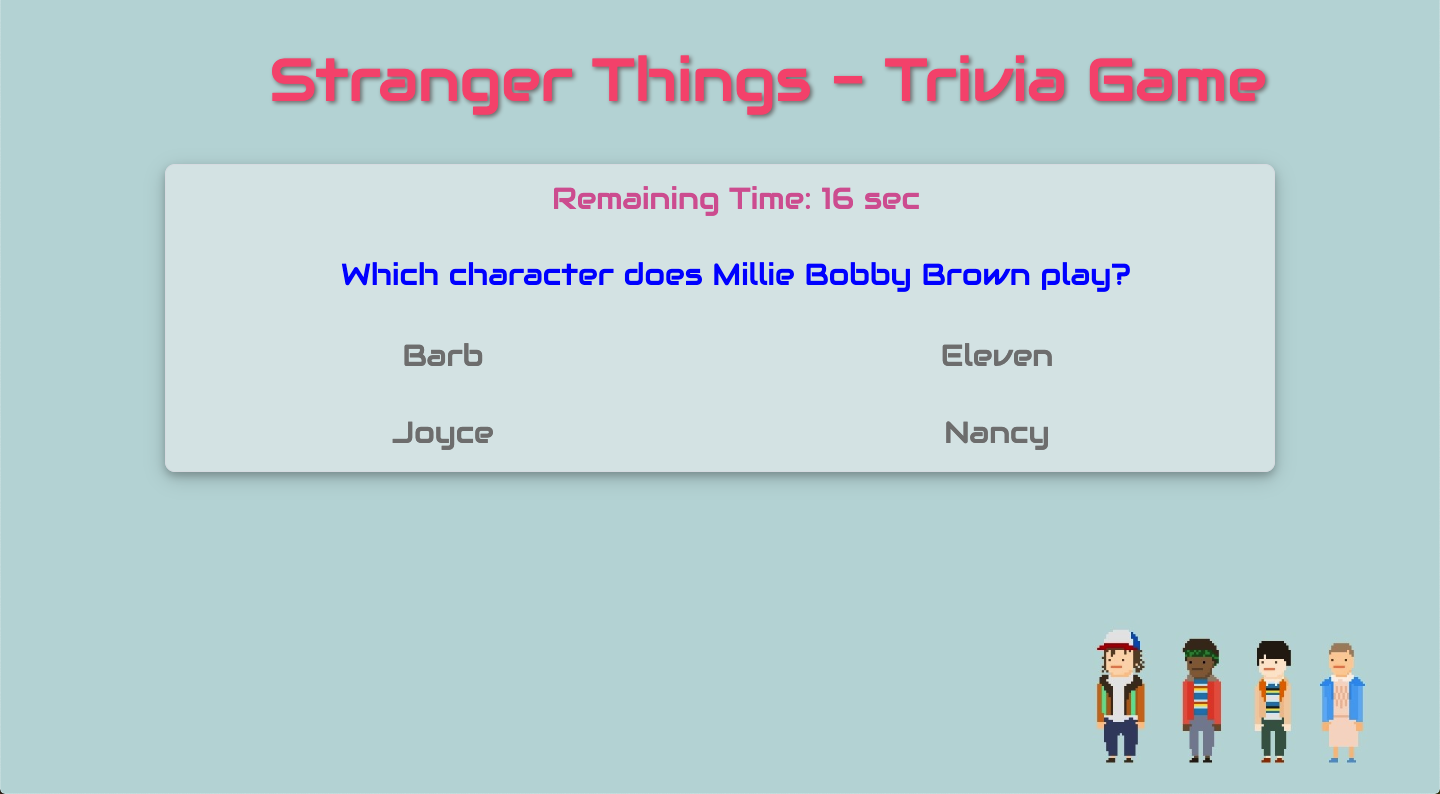 Stranger Things - Trivia Game
Remaining Time: 16 sec
Which character does Millie Bobby Brown play?
Barb
Eleven
Joyce
Nancy